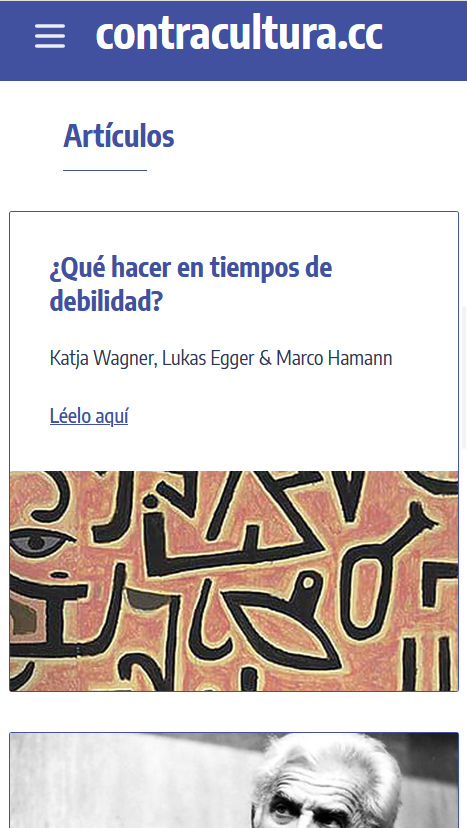 contracultura.cc
Artículos
¿Qué hacer en tiempos de
debilidad?
Katja Wagner, Lukas Egger & Marco Hamann
Léelo aquí